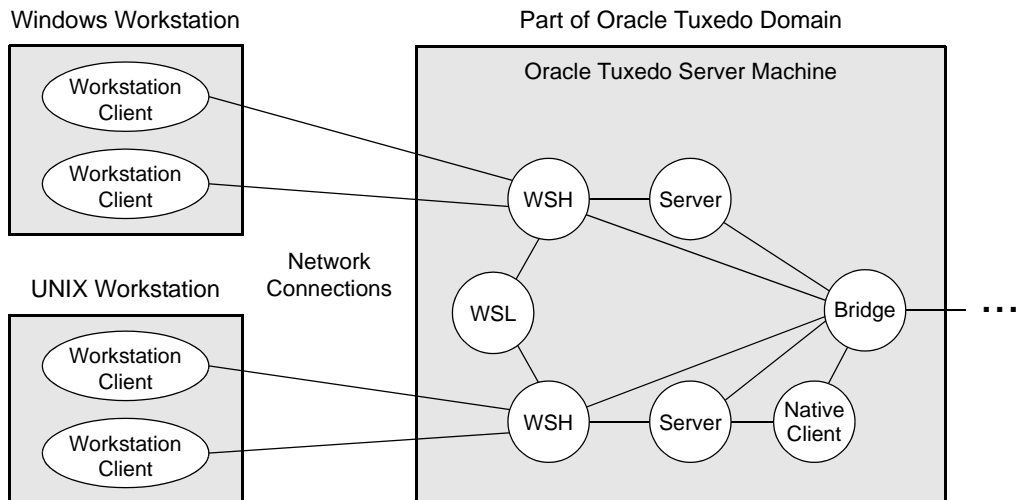 Windows Workstation
Workstation
Client
Workstation
Client
UNIX Workstation
Workstation
Client
Workstation
Client
Network
Connections
Part of Oracle Tuxedo Domain
Oracle Tuxedo Server Machine
WSH
Server
WSL
Bridge
...
WSH
Server
Native
Client